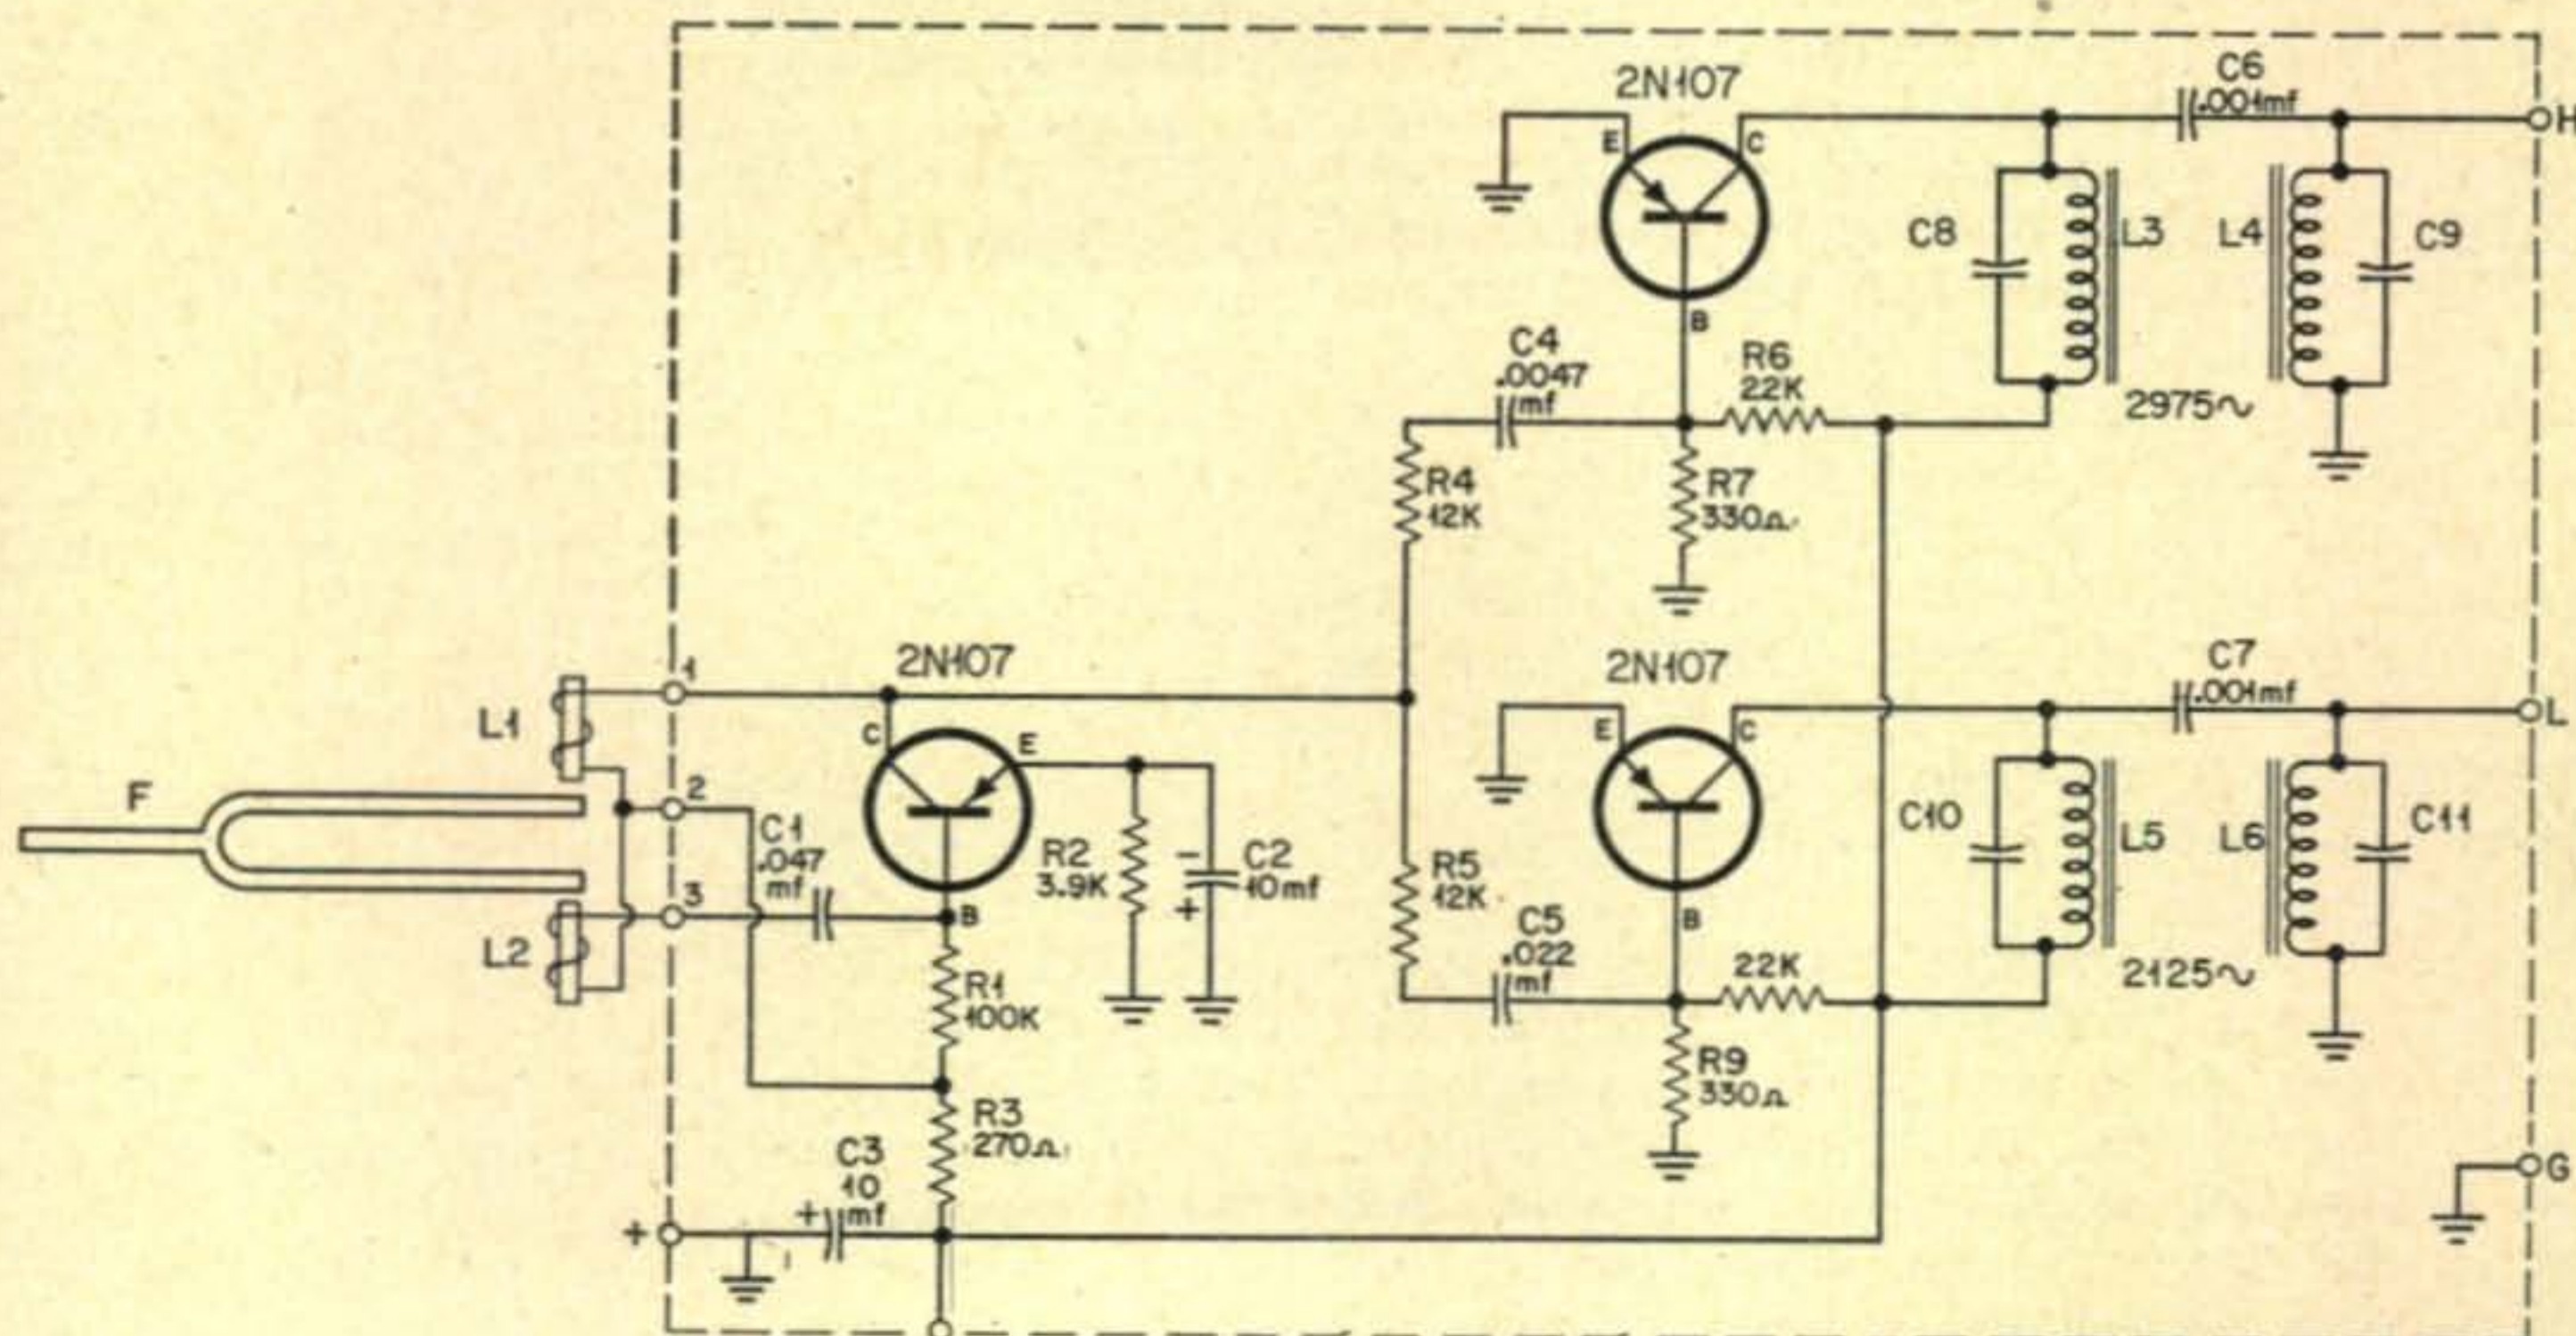 2N107
E
C
B
C6
.001mf
H
C8
L3
L4
C9
2975~
C4
.0047
mf
R6
22K
R4
12K
R7
330Ω
1
2N107
C
E
B
L1
F
2
C1
.047
mf
3
L2
R2
3.9K
-
+
C2
10mf
R1
100K
R3
270Ω
C3
10
mf
+
+
2N107
E
C
B
C7
.001mf
L
C10
L5
L6
C11
2125~
R5
12K
C5
.022
mf
22K
R9
330Ω
G